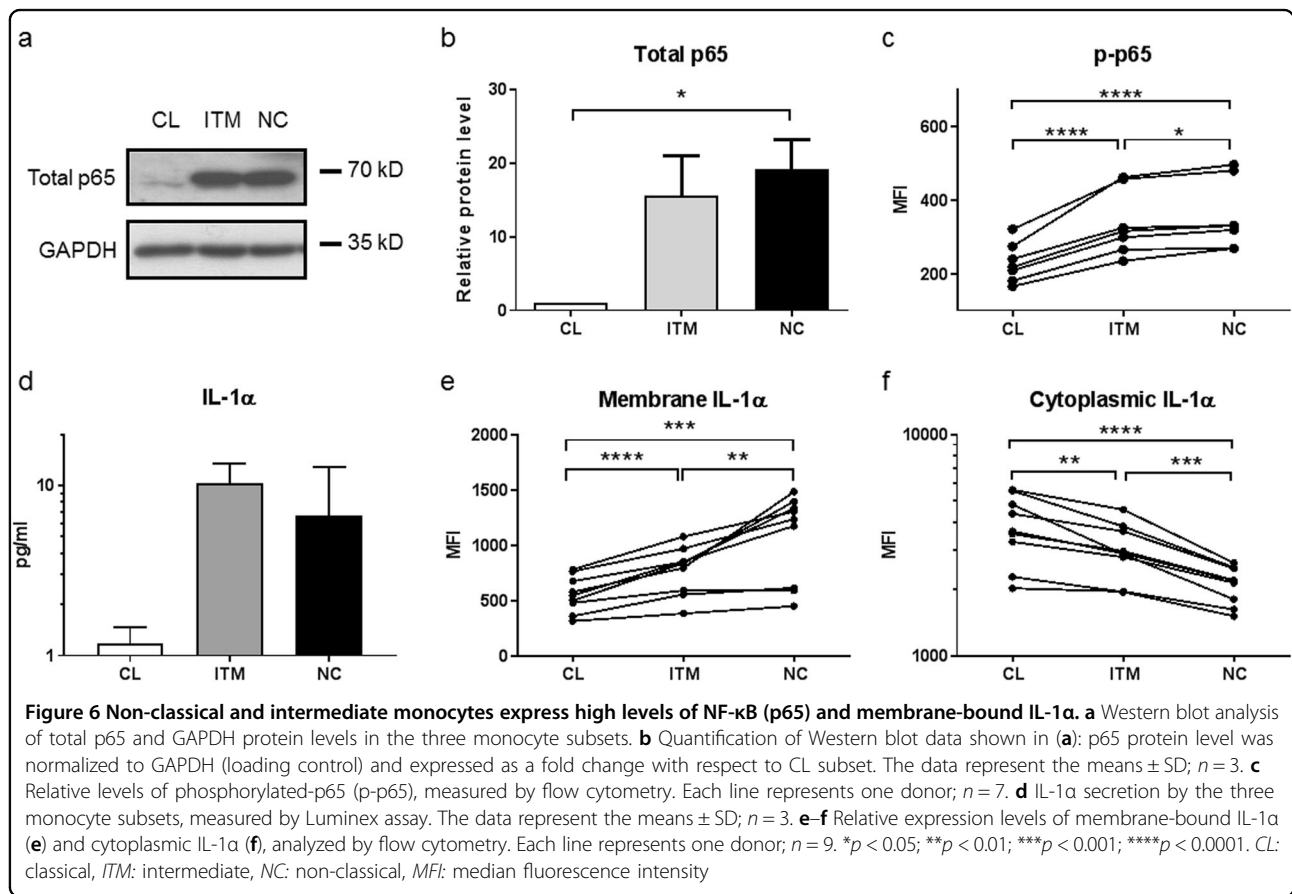 a
CL ITM NC
Total p65
70 kD
GAPDH
35 kD
b
Total p65
Relative protein level
30
20
10
0
*
CL ITM NC
c
p-p65
MFI
600
400
200
****
**** *
CL ITM NC
d
IL-1α
pg/ml
10
1
CL ITM NC
e
Membrane IL-1α
MFI
2000
1500
1000
500
0
***
**** **
CL ITM NC
f
Cytoplasmic IL-1α
MFI
10000
1000
****
** ***
CL ITM NC
Figure 6 Non-classical and intermediate monocytes express high levels of NF-κB (p65) and membrane-bound IL-1α. a Western blot analysis
of total p65 and GAPDH protein levels in the three monocyte subsets. b Quantification of Western blot data shown in (a): p65 protein level was
normalized to GAPDH (loading control) and expressed as a fold change with respect to CL subset. The data represent the means ± SD; n = 3. c
Relative levels of phosphorylated-p65 (p-p65), measured by flow cytometry. Each line represents one donor; n = 7. d IL-1α secretion by the three
monocyte subsets, measured by Luminex assay. The data represent the means ± SD; n = 3. e–f Relative expression levels of membrane-bound IL-1α
(e) and cytoplasmic IL-1α (f), analyzed by flow cytometry. Each line represents one donor; n = 9. *p < 0.05; **p < 0.01; ***p < 0.001; ****p < 0.0001. CL:
classical, ITM: intermediate, NC: non-classical, MFI: median fluorescence intensity